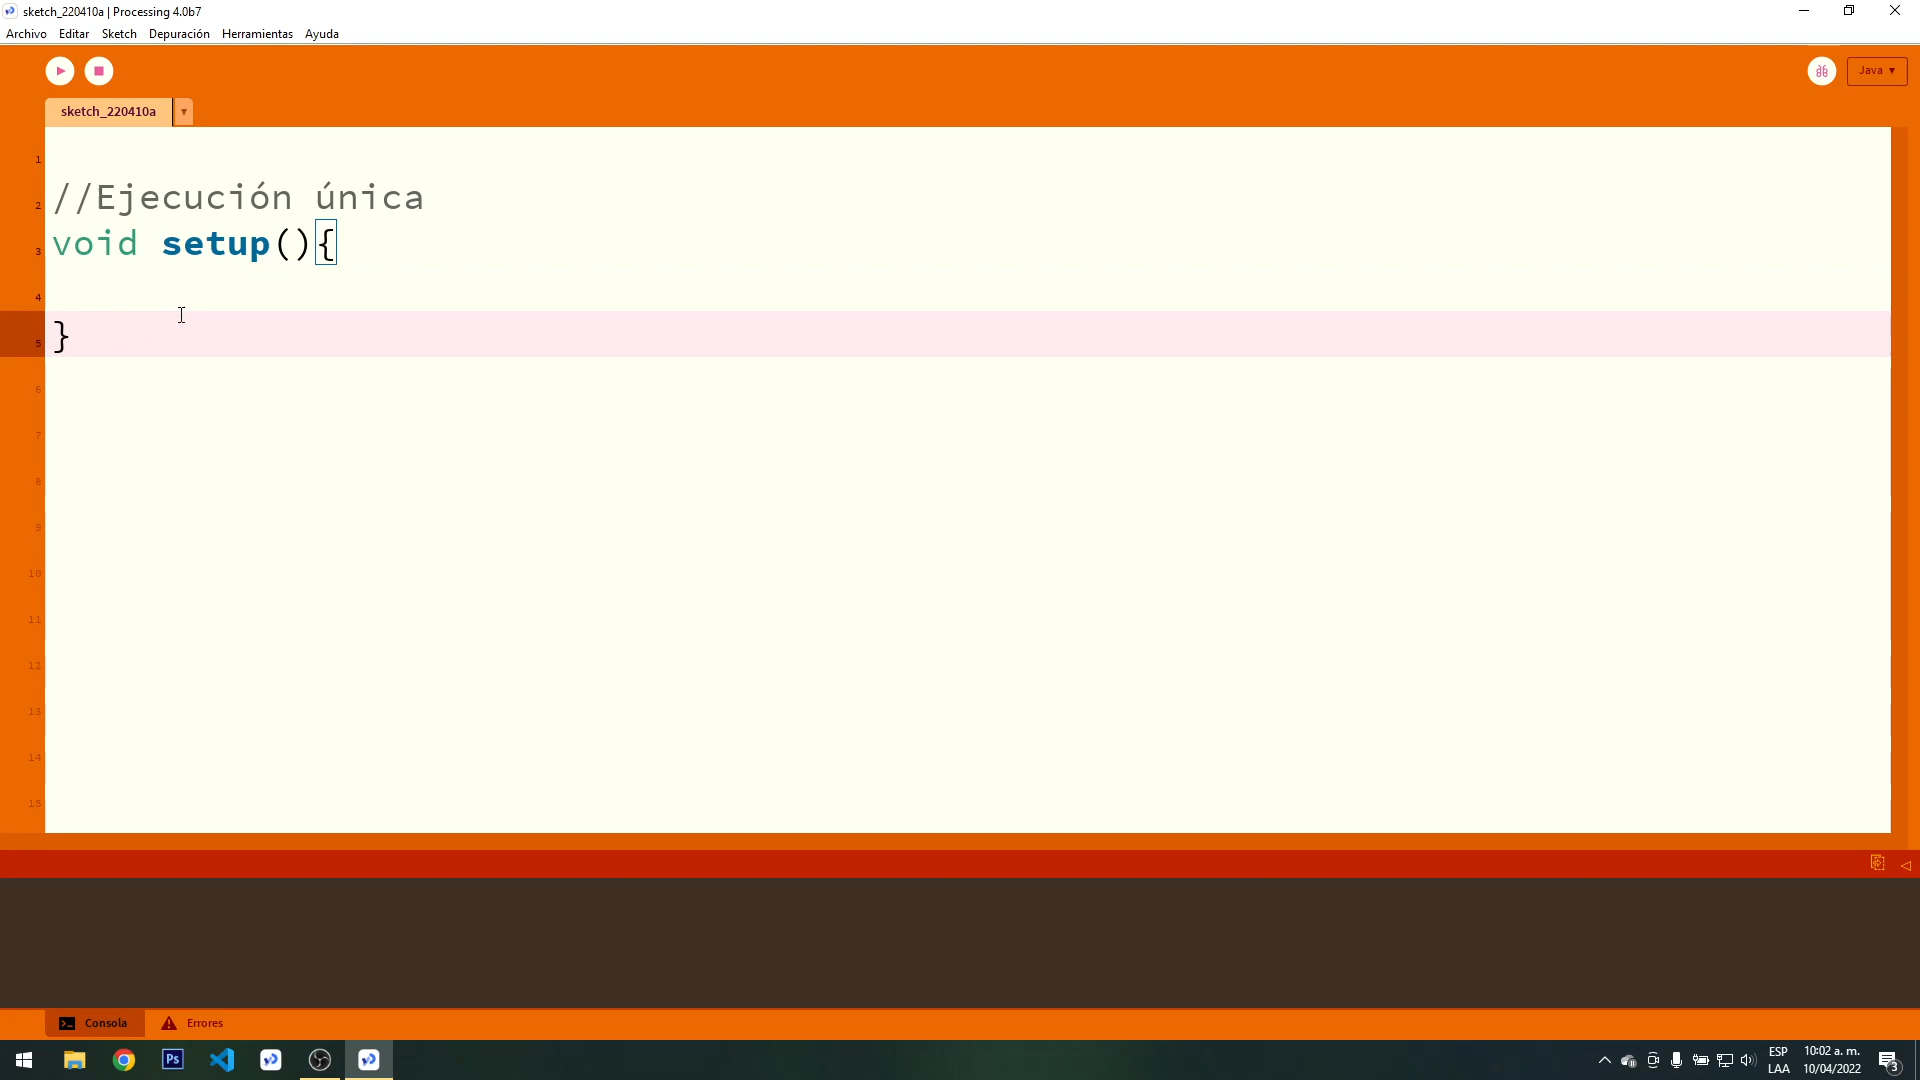 sketch_220410a | Processing 4.0b7
Archivo Editar Sketch Depuración Herramientas Ayuda
Java ▾
sketch_220410a ▾
1
2 //Ejecución única
3 void setup(){
4
5 }
6
7
8
9
10
11
12
13
14
15
Consola Errores
Ps
ESP
LAA
10:02 a. m.
10/04/2022
3